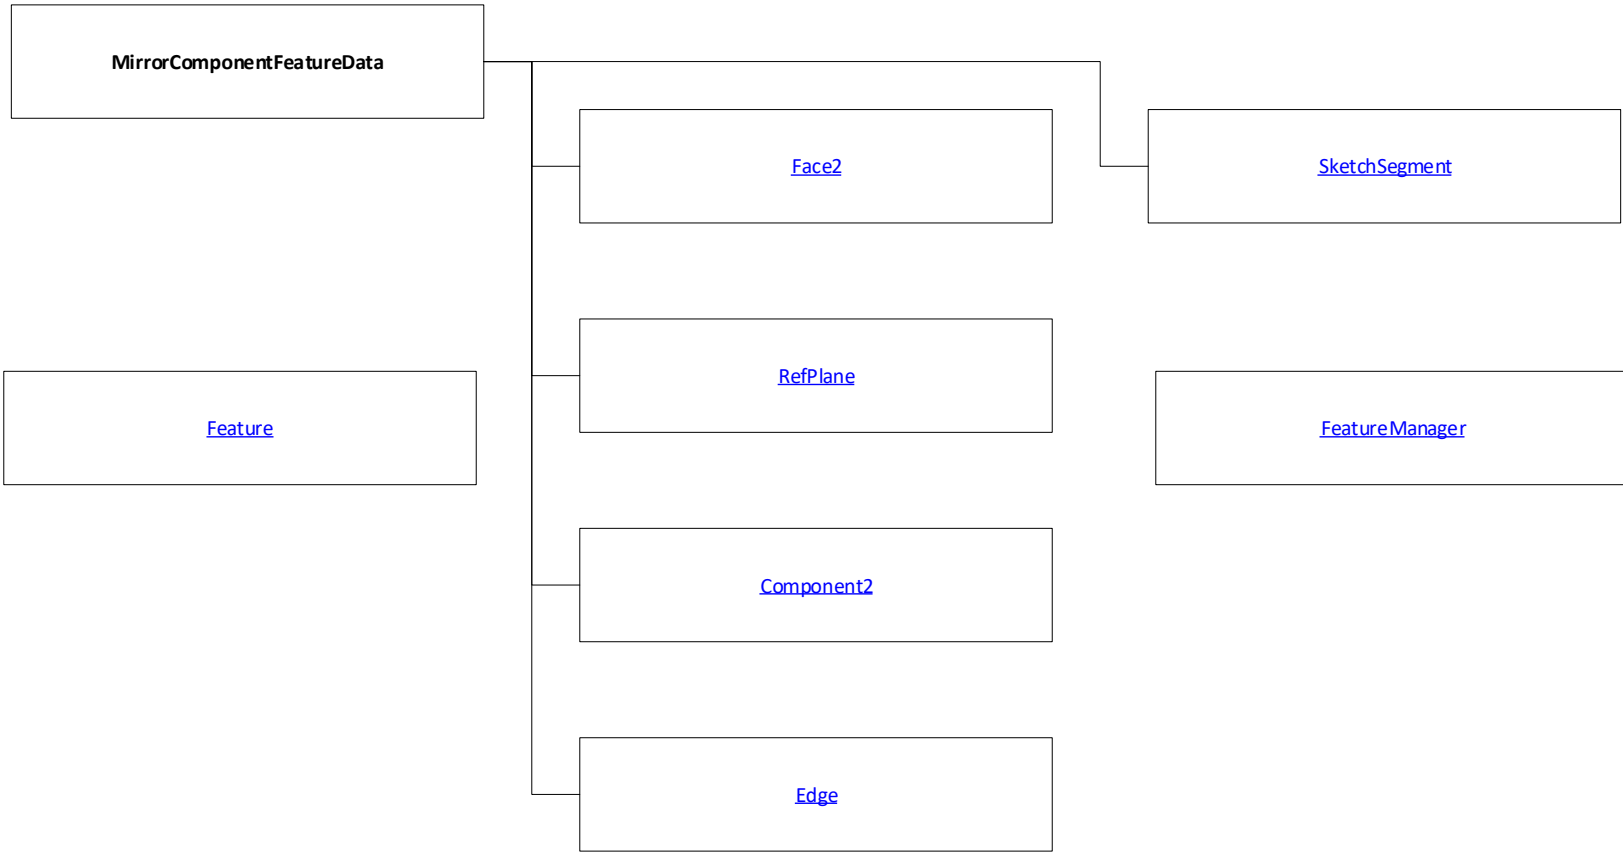 MirrorComponentFeatureData
Face2
SketchSegment
RefPlane
Feature
FeatureManager
Component2
Edge